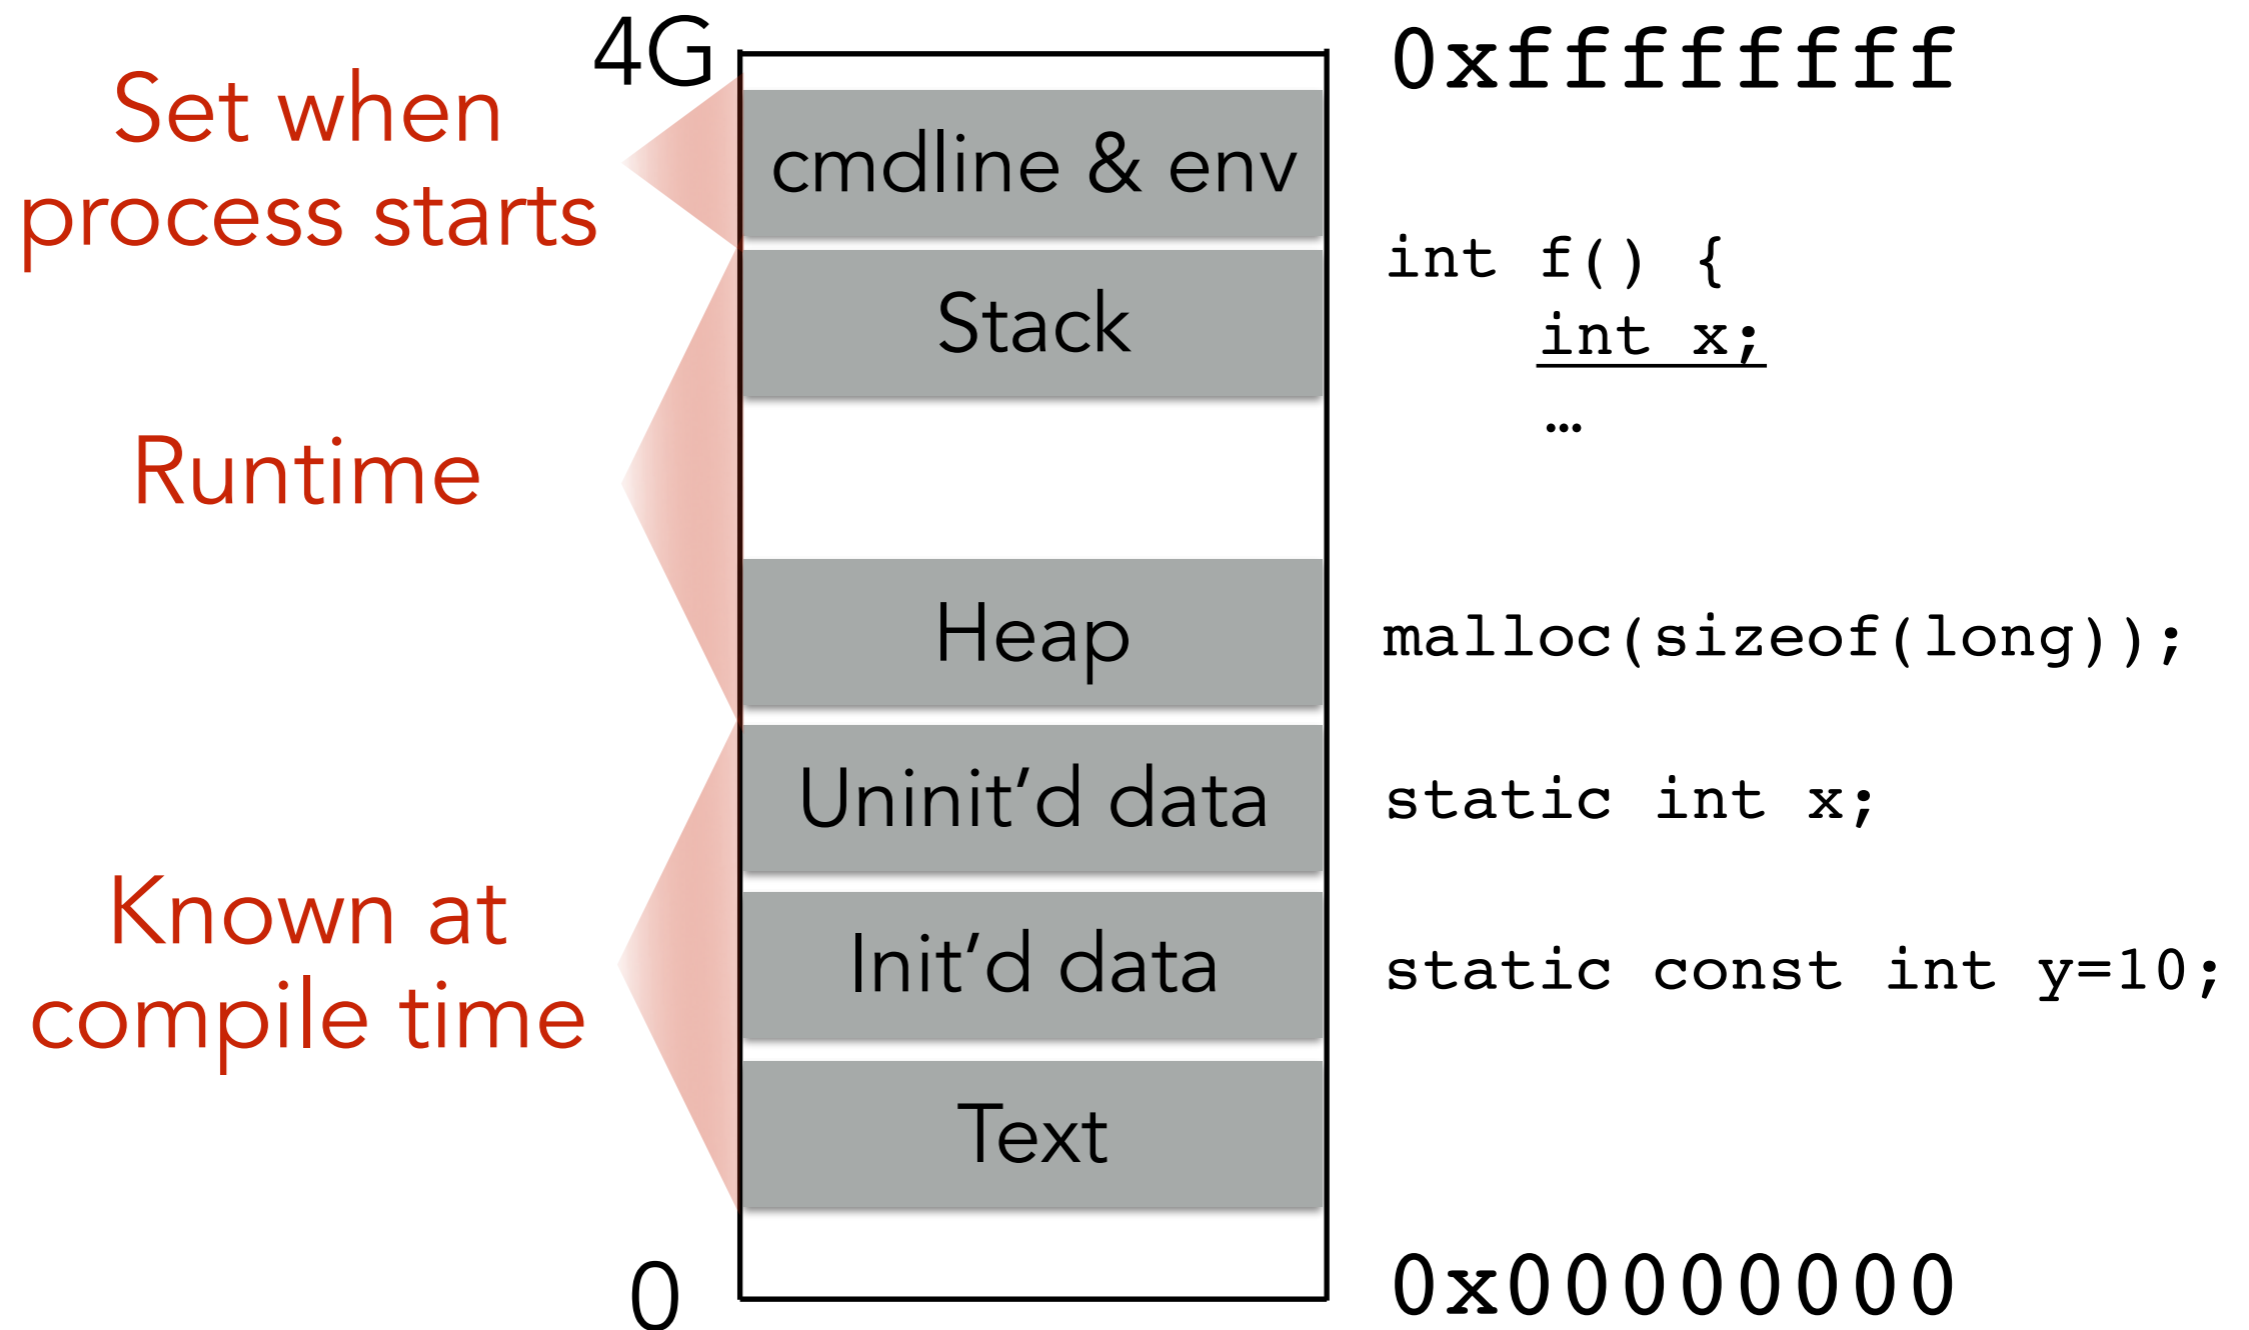 4G
0xffffffff
Set when
process starts
cmdline & env
int f() {
Stack
int x;
…
Runtime
Heap
malloc(sizeof(long));
Uninit’d data
static int x;
Known at
compile time
Init’d data
static const int y=10;
Text
0
0x00000000